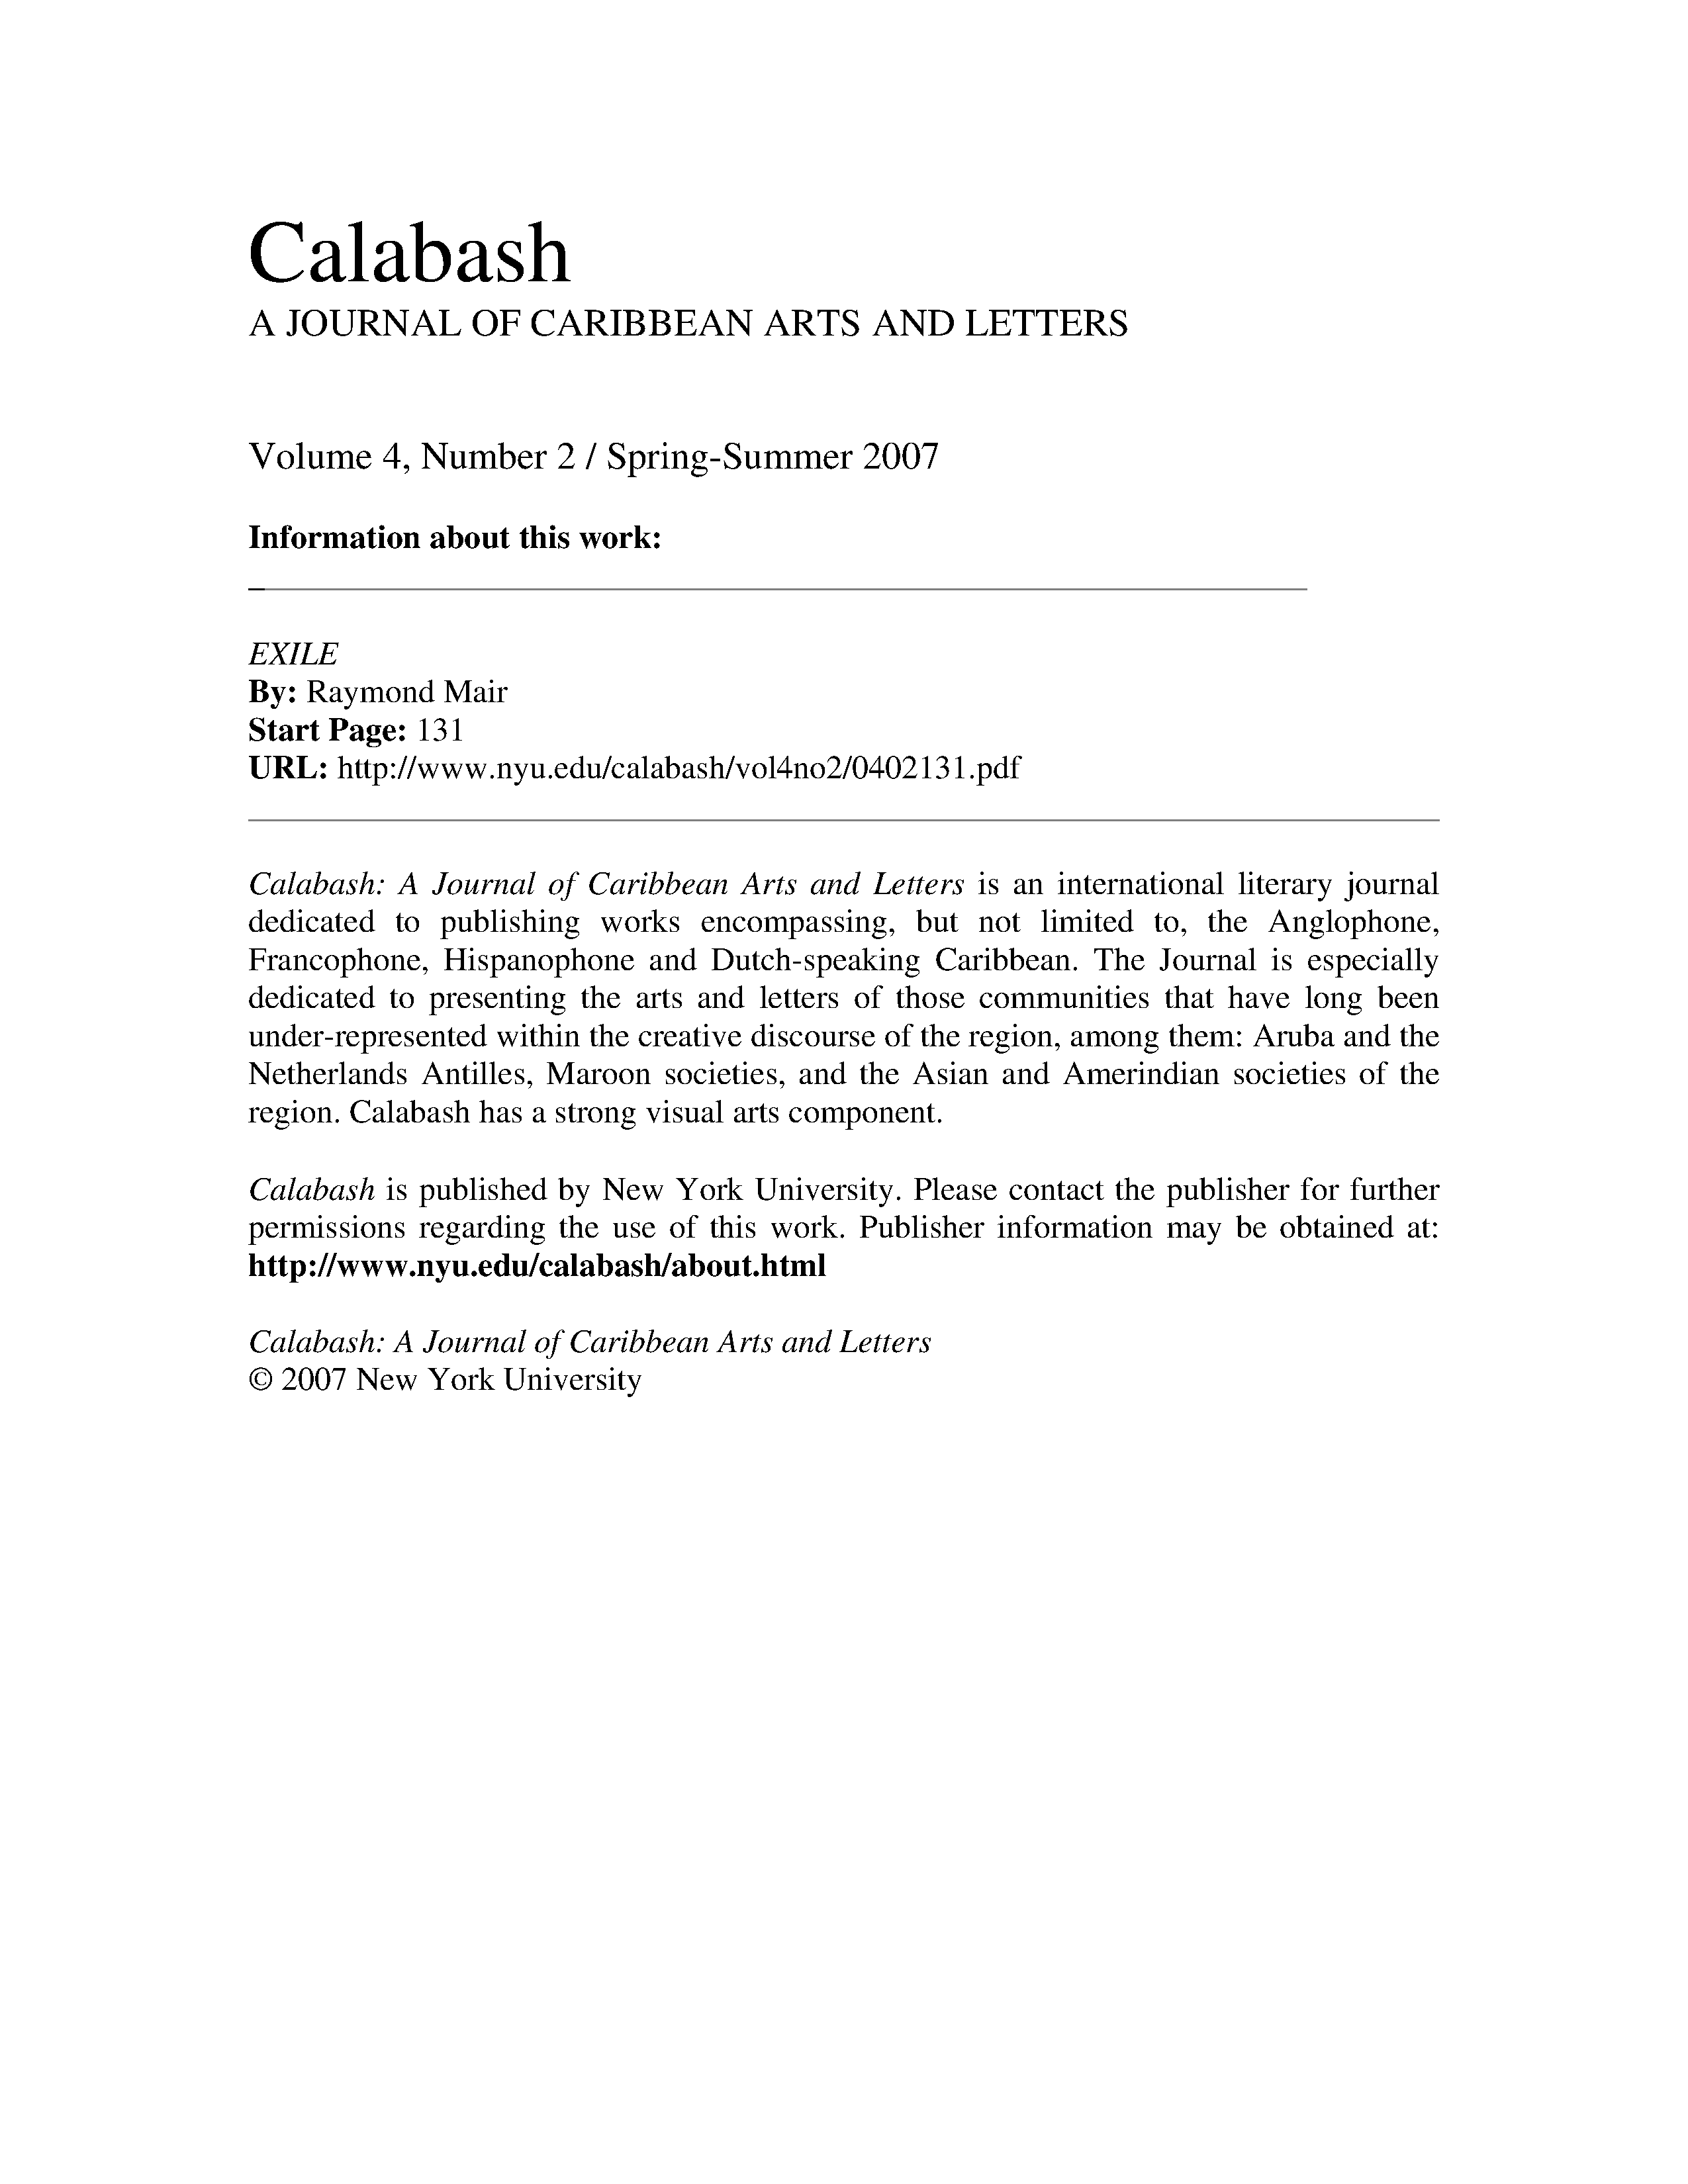 Calabash
A JOURNAL OF CARIBBEAN ARTS AND LETTERS
Volume 4, Number 2 / Spring-Summer 2007
Information about this work:
EXILE
By: Raymond Mair
Start Page: 131
URL: http://www.nyu.edu/calabash/vol4no2/0402131.pdf
Calabash: A Journal of Caribbean Arts and Letters is an international literary journal
dedicated to publishing works encompassing, but not limited to, the Anglophone,
Francophone, Hispanophone and Dutch-speaking Caribbean. The Journal is especially
dedicated to presenting the arts and letters of those communities that have long been
under-represented within the creative discourse of the region, among them: Aruba and the
Netherlands Antilles, Maroon societies, and the Asian and Amerindian societies of the
region. Calabash has a strong visual arts component.
Calabash is published by New York University. Please contact the publisher for further
permissions regarding the use of this work. Publisher information may be obtained at:
http://www.nyu.edu/calabash/about.html
Calabash: A Journal of Caribbean Arts and Letters
© 2007 New York University